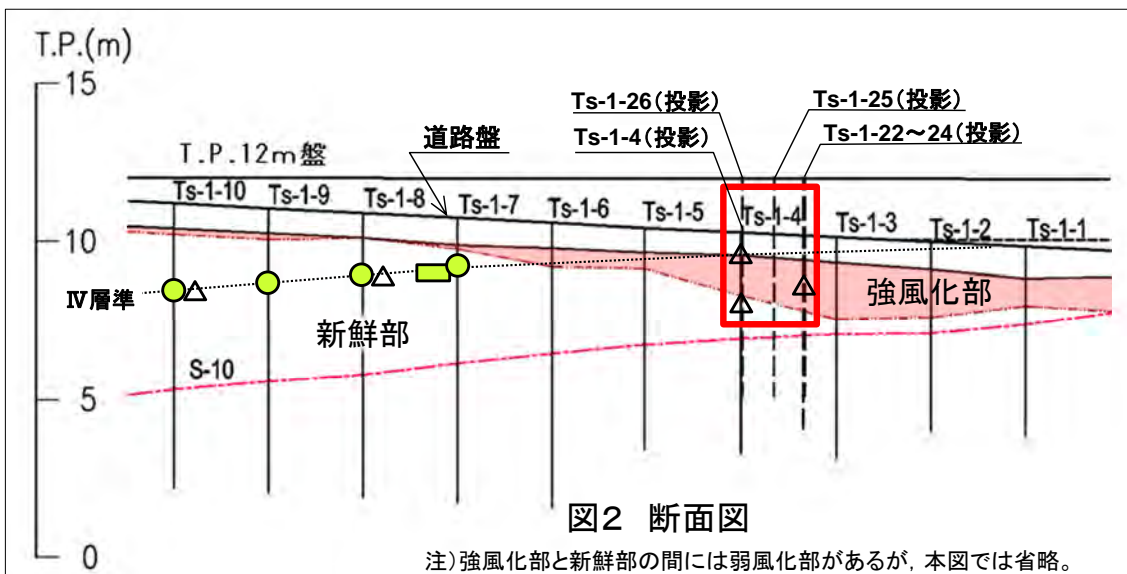 T.P.(m)
15
Ts-1-26(投影)
Ts-1-25(投影)
Ts-1-4(投影)
Ts-1-22~24(投影)
道路盤
T.P.12m盤
Ts-1-10
Ts-1-9
Ts-1-8
Ts-1-7
Ts-1-6
Ts-1-5
Ts-1-4
Ts-1-3
Ts-1-2
Ts-1-1
10
Ⅳ層準
新鮮部
強風化部
S-10
5
図2 断面図
0
注)強風化部と新鮮部の間には弱風化部があるが,本図では省略。